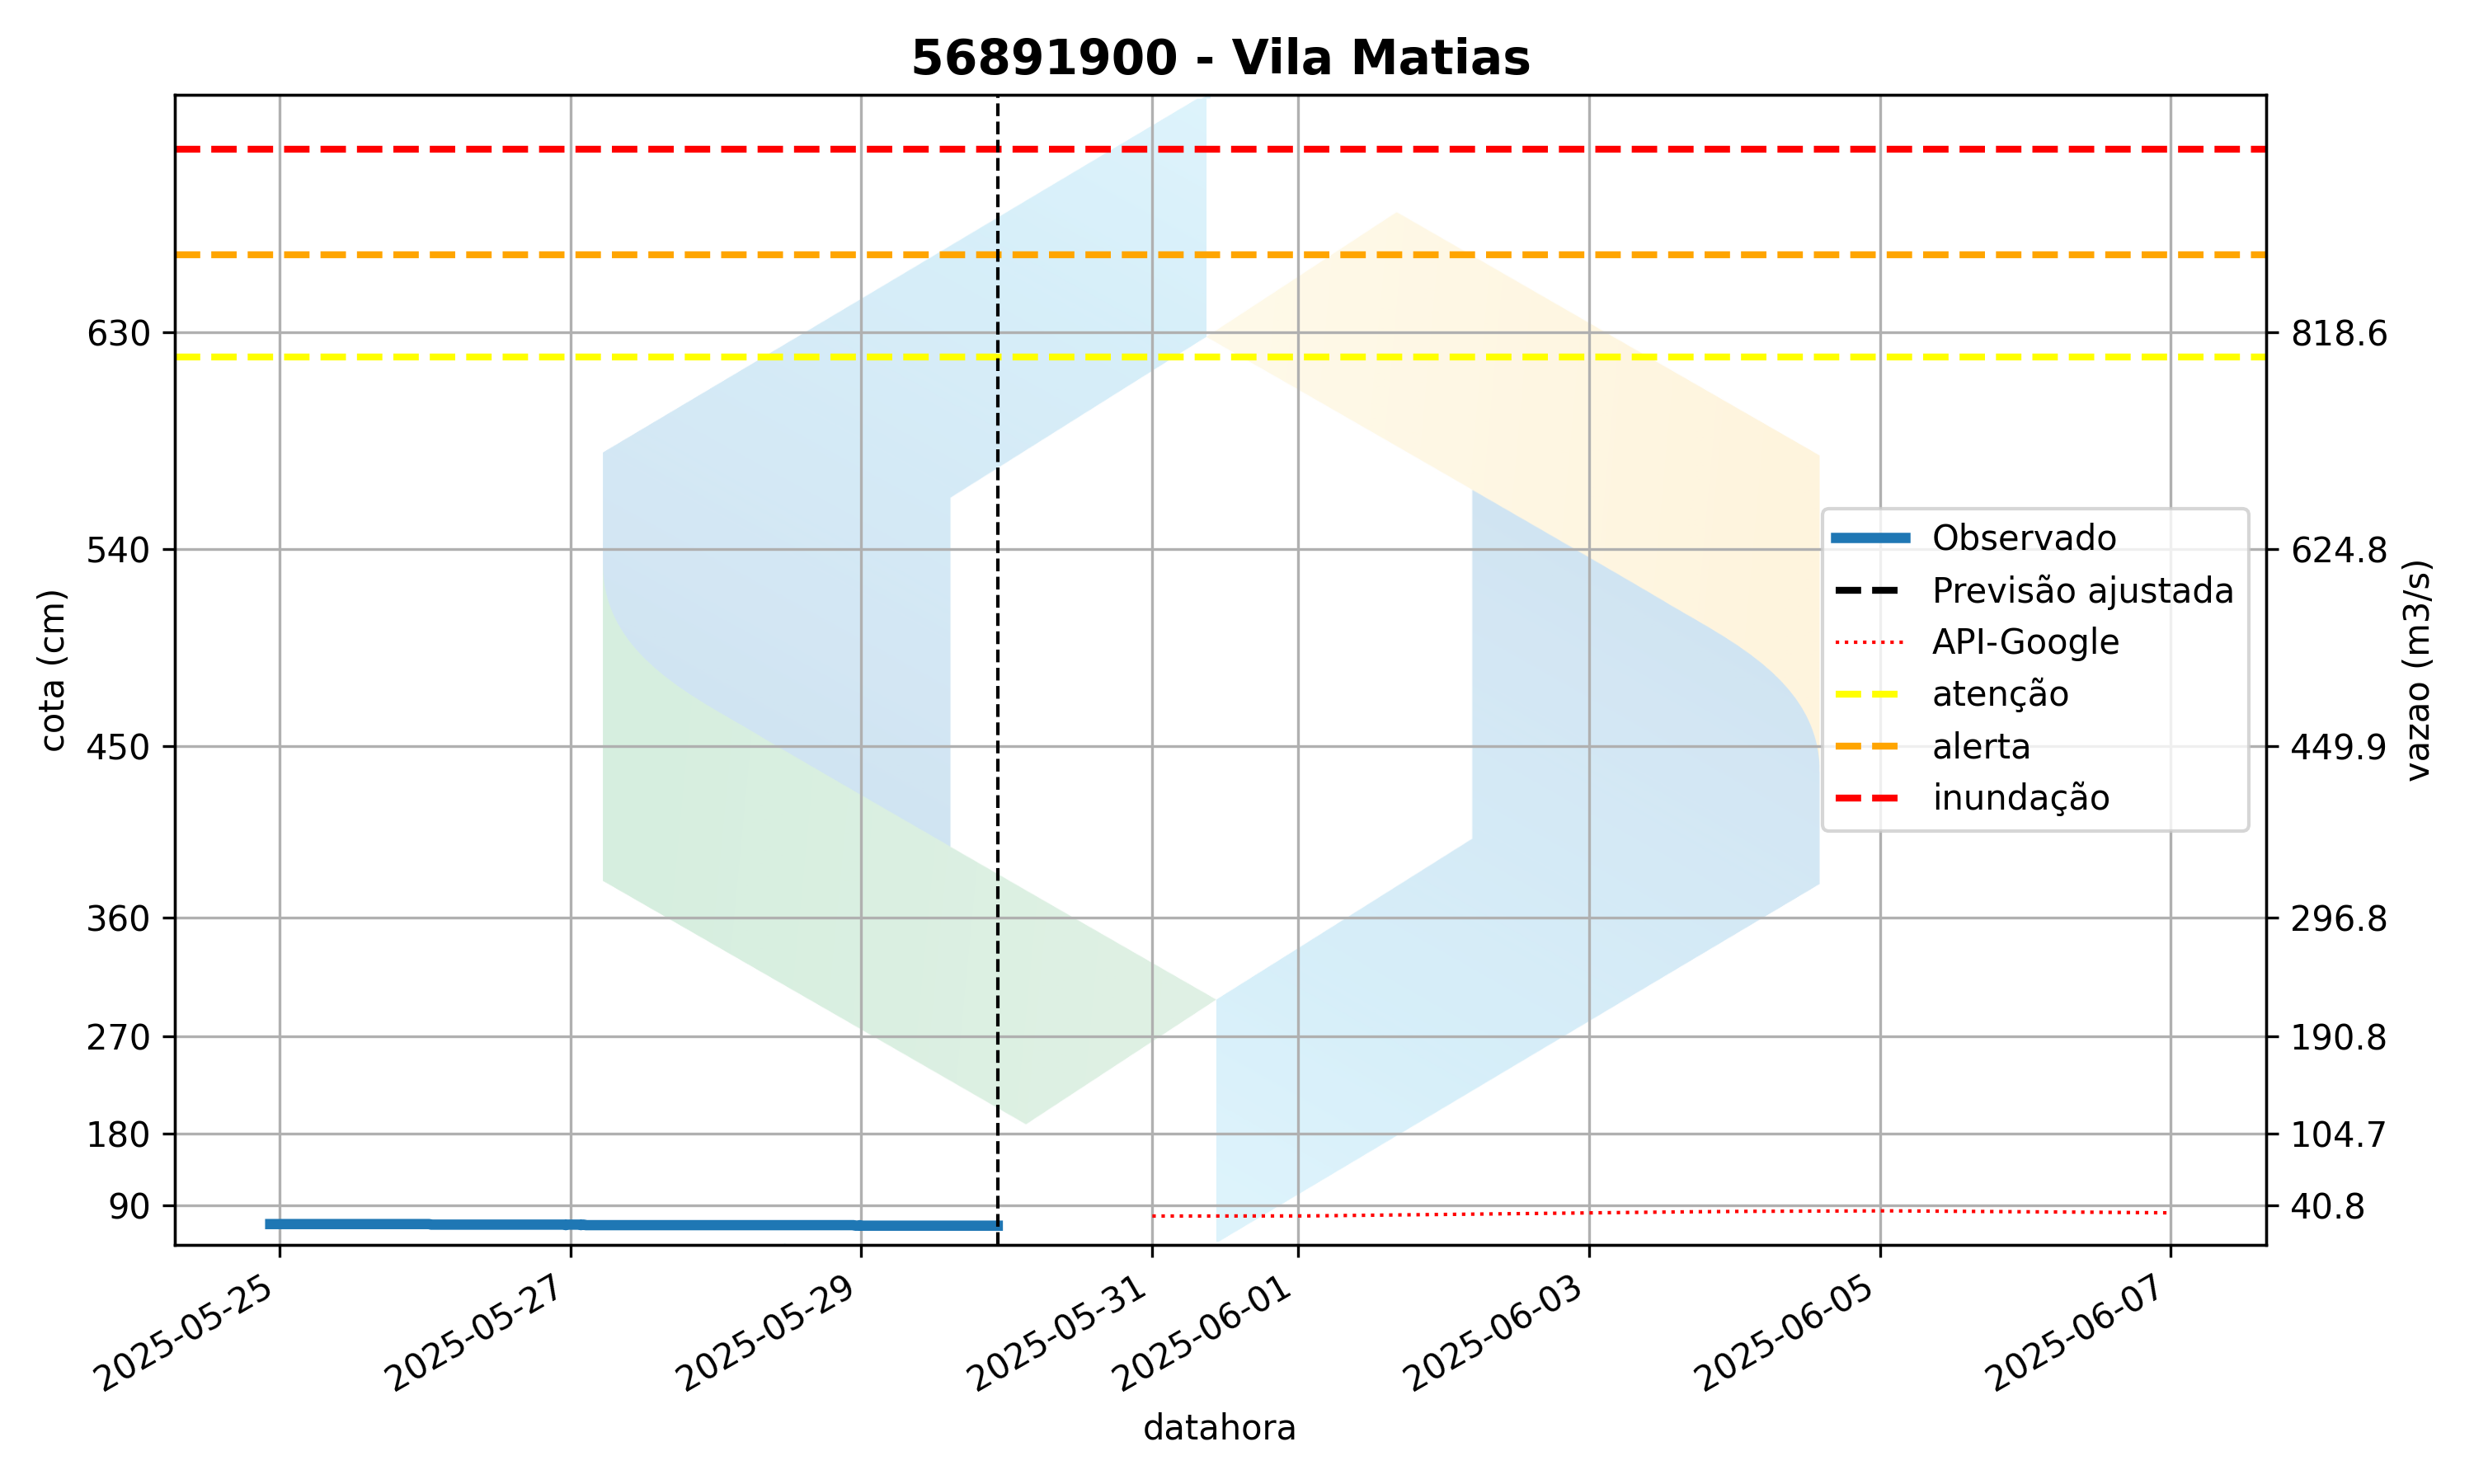 56891900 - Vila Matias
630
540
450
360
270
180
90
cota (cm)
818.6
624.8
449.9
296.8
190.8
104.7
40.8
vazao (m3/s)
Observado
Previsão ajustada
API-Google
atenção
alerta
inundação
2025-05-25
2025-05-27
2025-05-29
2025-05-31
2025-06-01
2025-06-03
2025-06-05
2025-06-07
datahora